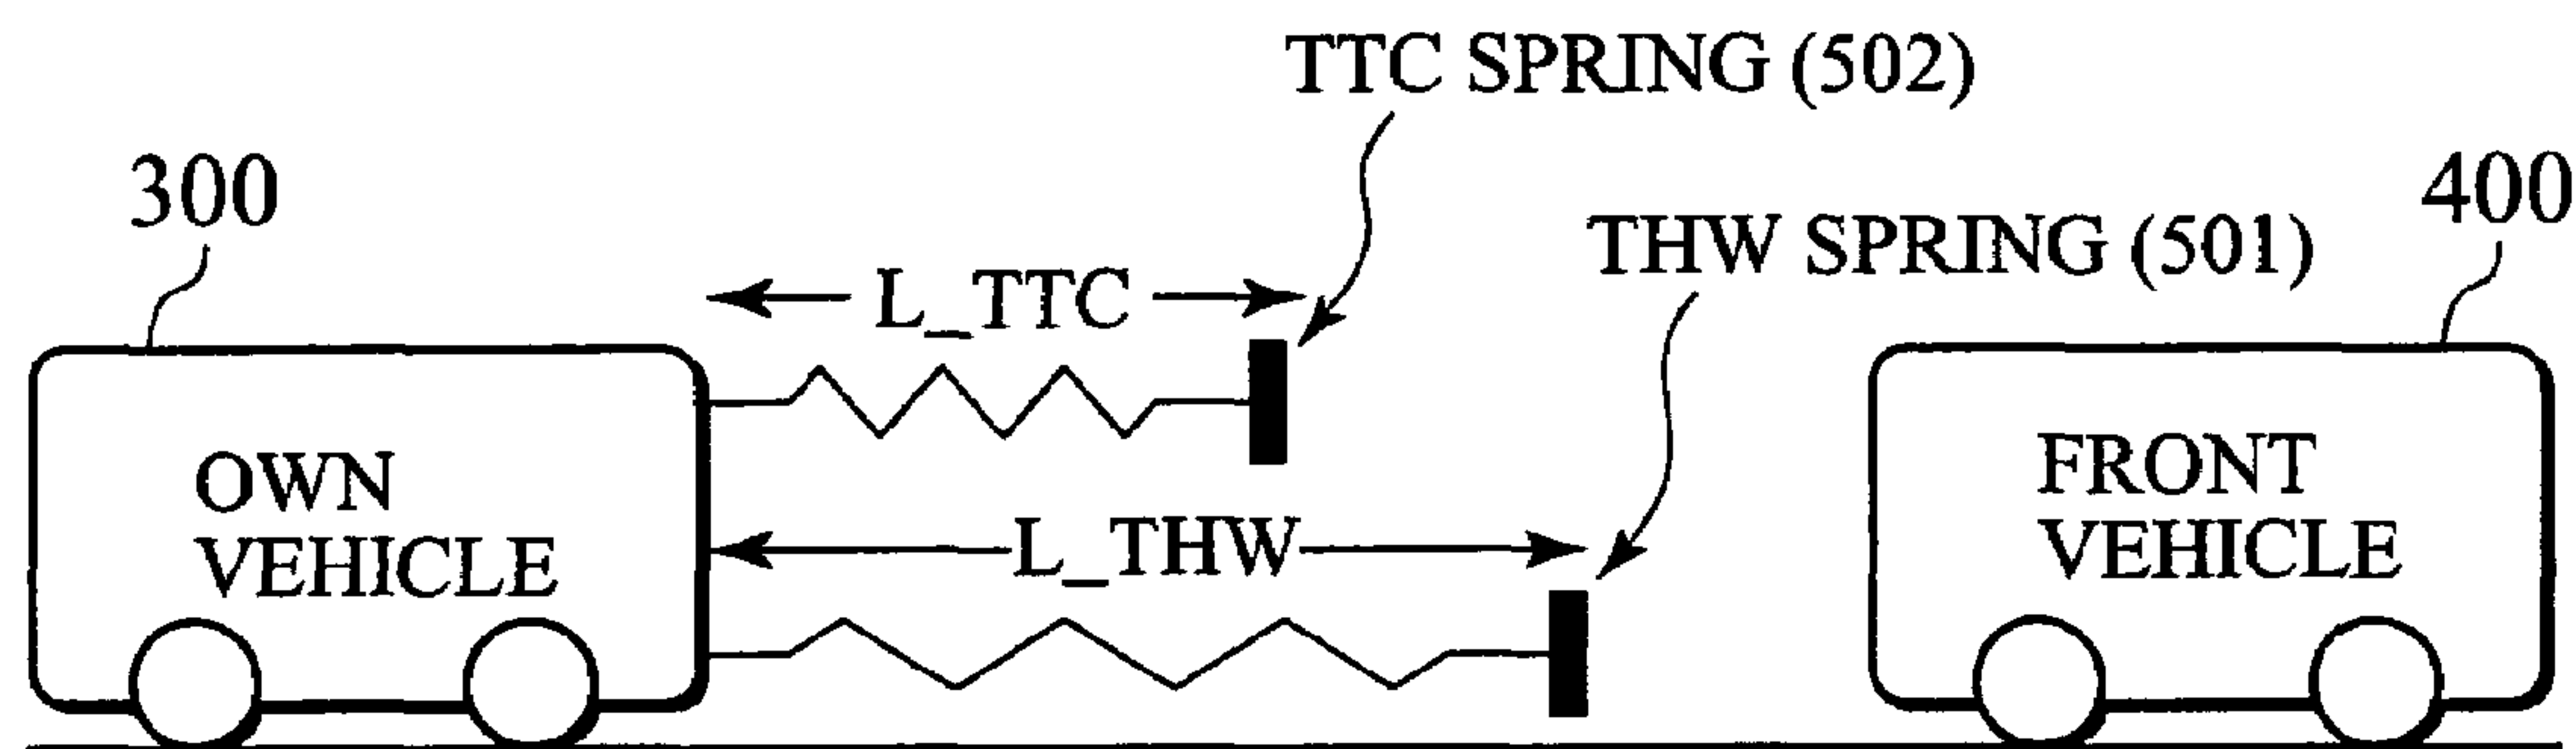 TTC SPRING (502)
300
400
THW SPRING (501)
L_TTC
OWN
VEHICLE
FRONT
VEHICLE
L_THW